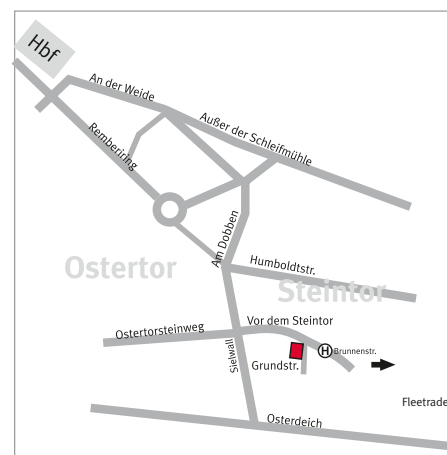 Hbf
An der Weide
Außer der Schleifmühle
Rembertiring
Am Dobben
Ostertor
Humboldtstr.
Steintor
Vor dem Steintor
Ostertorsteinweg
Sielwall
H Brunnenstr.
Grundstr.
Fleetrade
Osterdeich